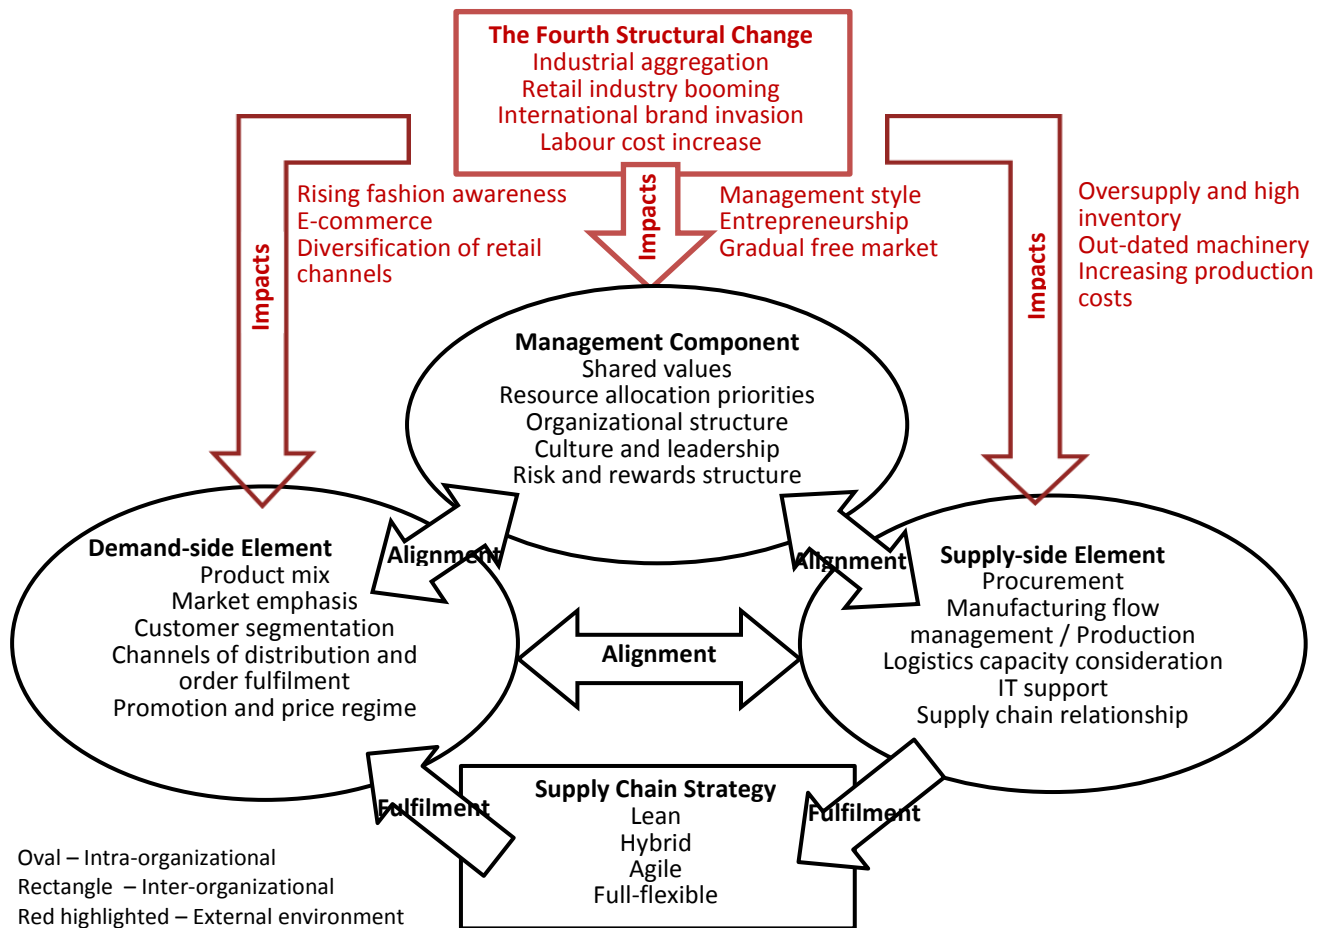 The Fourth Structural Change
Industrial aggregation
Retail industry booming
International brand invasion
Labour cost increase
Impacts
Rising fashion awareness
E-commerce
Diversification of retail
channels
Impacts
Management style
Entrepreneurship
Gradual free market
Impacts
Oversupply and high
inventory
Out-dated machinery
Increasing production
costs
Management Component
Shared values
Resource allocation priorities
Organizational structure
Culture and leadership
Risk and rewards structure
Alignment
Alignment
Demand-side Element
Product mix
Market emphasis
Customer segmentation
Channels of distribution and
order fulfilment
Promotion and price regime
Alignment
Supply-side Element
Procurement
Manufacturing flow
management / Production
Logistics capacity consideration
IT support
Supply chain relationship
Fulfilment
Supply Chain Strategy
Lean
Hybrid
Agile
Full-flexible
Fulfilment
Oval – Intra-organizational
Rectangle – Inter-organizational
Red highlighted – External environment